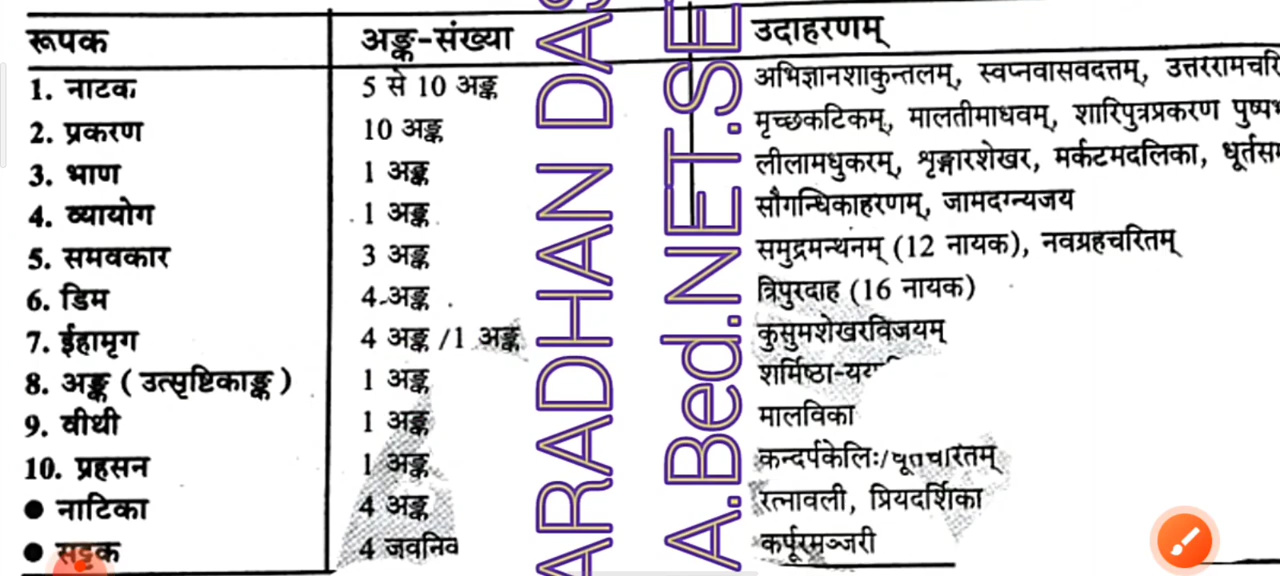 रूपक अङ्क-संख्या उदाहरणम्
1. नाटक 5 से 10 अङ्क अभिज्ञानशाकुन्तलम्, स्वप्नवासवदत्तम्,
2. प्रकरण 10 अङ्क मृच्छकटिकम्, मालतीमाधवम्, शारिपुत्रप्रकरण
3. भाण 1 अङ्क लीलामधुकरम्, शृङ्गारशेखर, मर्कटमदलिका,
4. व्यायोग 1 अङ्क सौगन्धिकाहरणम्, जामदग्न्यजय
5. समवकार 3 अङ्क समुद्रमन्थनम् (12 नायक), नवग्रहचरितम्
6. डिम 4 अङ्क त्रिपुरदाह (16 नायक)
7. ईहामृग 4 अङ्क /1 अङ्क कुसुमशेखरविजयम्
8. अङ्क ( उत्सृष्टिकाङ्क ) 1 अङ्क शर्मिष्ठा-
9. वीथी 1 अङ्क मालविका
10. प्रहसन 1 अङ्क कन्दर्पकेलिः/
● नाटिका 4 अङ्क रत्नावली, प्रियदर्शिका
● सट्टक 4 कर्पूरमञ्जरी
ARADHAN DAS
A.Bed.NET.SE